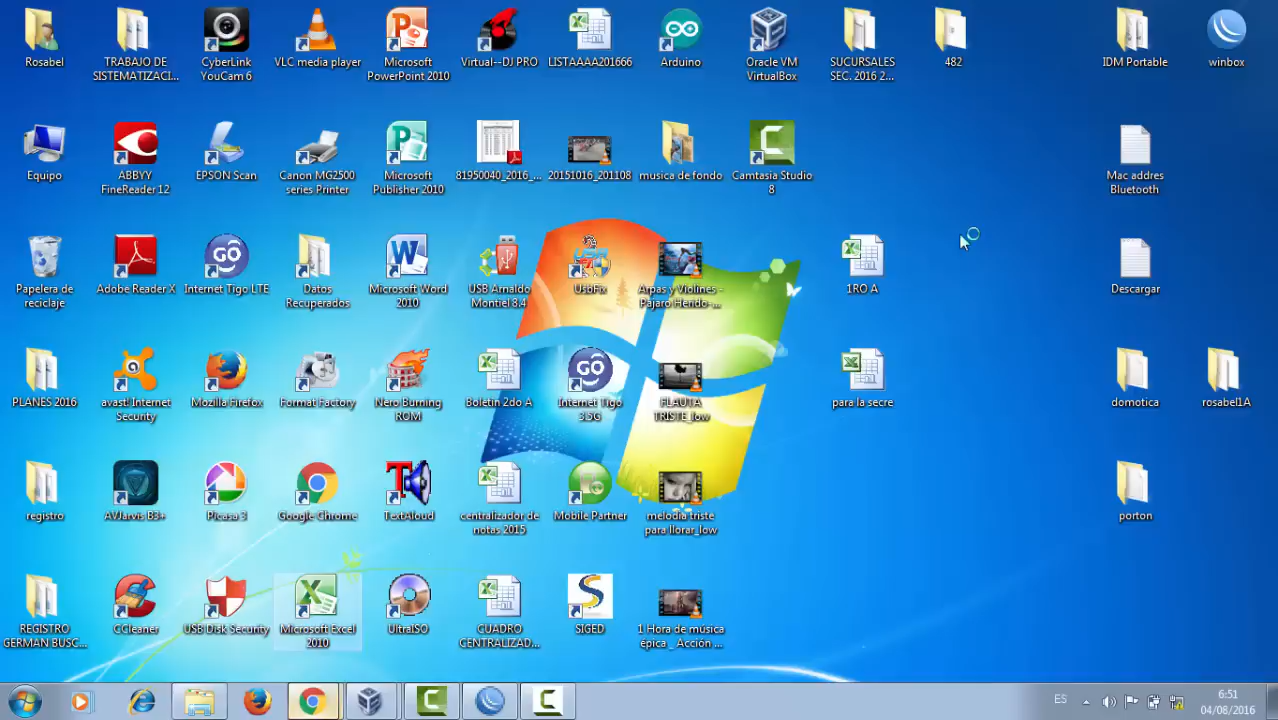 Rosabel
TRABAJO DE
SISTEMATIZACI...
CyberLink
YouCam 6
VLC media player
Microsoft
PowerPoint 2010
Virtual--DJ PRO
LISTAAAA201666
Arduino
Oracle VM
VirtualBox
SUCURSALES
SEC. 2016 2...
482
IDM Portable
winbox
Equipo
ABBYY
FineReader 12
EPSON Scan
Canon MG2500
series Printer
Microsoft
Publisher 2010
81950040_2016_...
20151016_201108
musica de fondo
Camtasia Studio
8
Mac addres
Bluetooth
Papelera de
reciclaje
Adobe Reader X
Internet Tigo LTE
Datos
Recuperados
Microsoft Word
2010
USB Arnaldo
Montiel 8.4
UsbFix
Arpas y Violines -
Pajaro Herido-...
1RO A
Descargar
PLANES 2016
avast! Internet
Security
Mozilla Firefox
Format Factory
Nero Burning
ROM
Boletin 2do A
Internet Tigo
3.5G
FLAUTA
TRISTE_low
para la secre
domotica
rosabel1A
registro
AVJarvis B3+
Picasa 3
Google Chrome
TextAloud
centralizador de
notas 2015
Mobile Partner
melodia triste
para llorar_low
porton
REGISTRO
GERMAN BUSC...
CCleaner
USB Disk Security
Microsoft Excel
2010
UltraISO
CUADRO
CENTRALIZAD...
SIGED
1 Hora de música
épica _ Acción ...
ES
6:51
04/08/2016